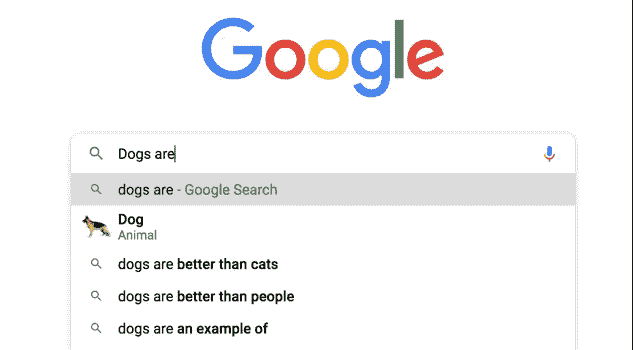 Google
Dogs are
dogs are - Google Search
Dog
Animal
dogs are better than cats
dogs are better than people
dogs are an example of